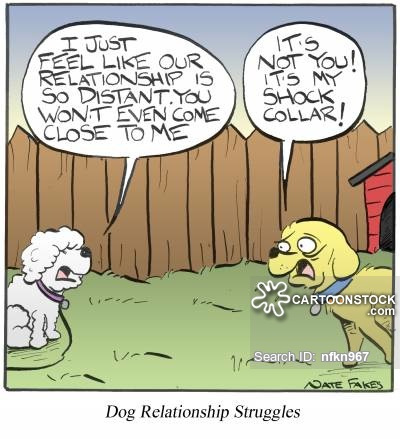 I JUST
FEEL LIKE OUR
RELATIONSHIP IS
SO DISTANT. YOU
WON'T EVEN COME
CLOSE TO ME
IT'S
NOT YOU!
IT'S MY
SHOCK
COLLAR!
CARTOONSTOCK
.com
Search ID: nfkn967
NATE FAKES
Dog Relationship Struggles